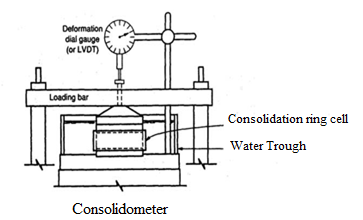 Deformation
dial gauge
(or LVDT)
Loading bar
Consolidation ring cell
Water Trough
Consolidometer